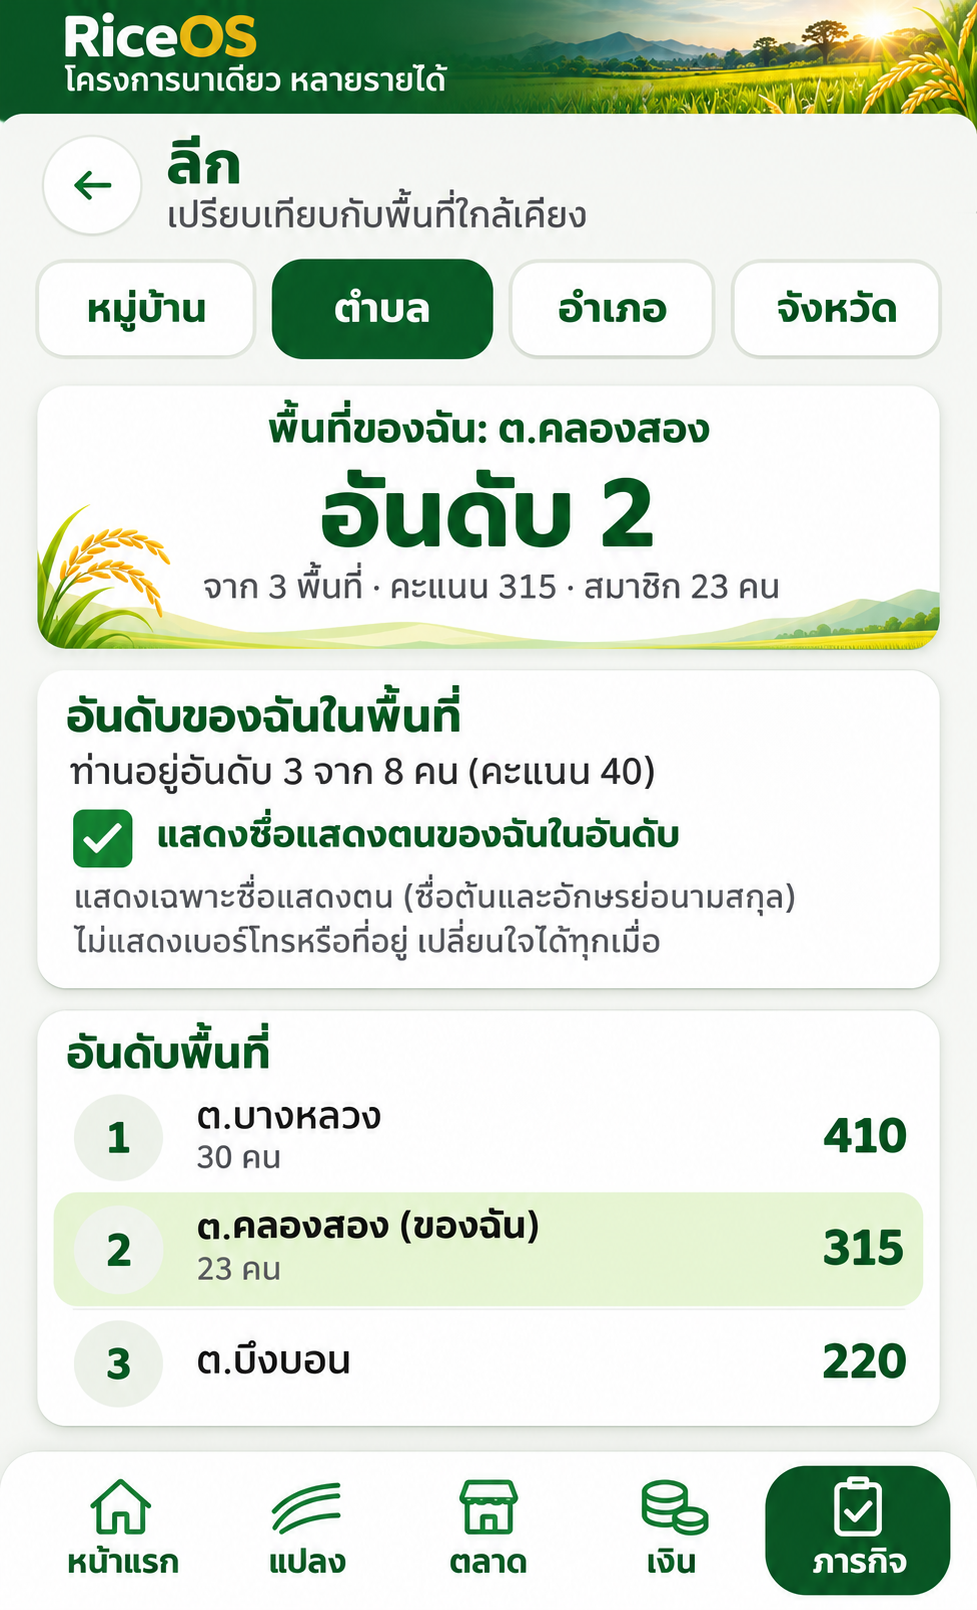 RiceOS
โครงการนาเดียว หลายรายได้
ลีก
เปรียบเทียบกับพื้นที่ใกล้เคียง
หมู่บ้าน
ตำบล
อำเภอ
จังหวัด
พื้นที่ของฉัน: ต.คลองสอง
อันดับ 2
จาก 3 พื้นที่ · คะแนน 315 · สมาชิก 23 คน
อันดับของฉันในพื้นที่
ท่านอยู่อันดับ 3 จาก 8 คน (คะแนน 40)
แสดงชื่อแสดงตนของฉันในอันดับ
แสดงเฉพาะชื่อแสดงตน (ชื่อต้นและอักษรย่อนามสกุล)
ไม่แสดงเบอร์โทรหรือที่อยู่ เปลี่ยนใจได้ทุกเมื่อ
อันดับพื้นที่
1
ต.บางหลวง
30 คน
410
2
ต.คลองสอง (ของฉัน)
23 คน
315
3
ต.บึงบอน
220
หน้าแรก
แปลง
ตลาด
เงิน
ภารกิจ